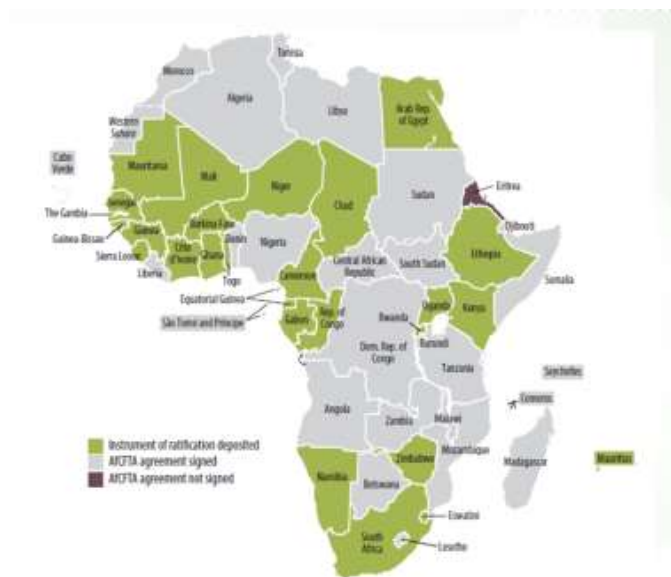 Tunisia
Morocco
Algeria
Libya
Arab Rep.
of Egypt
Western
Sahara
Cabo
Verde
Mauritania
Mali
Niger
Chad
Sudan
Eritrea
Senegal
The Gambia
Guinea-Bissau
Guinea
Burkina Faso
Djibouti
Sierra Leone
Côte
d'Ivoire
Ghana
Benin
Nigeria
Ethiopia
Liberia
Togo
Cameroon
Central African
Republic
South Sudan
Somalia
Equatorial Guinea
São Tomé and Príncipe
Gabon
Rep. of
Congo
Uganda
Kenya
Rwanda
Burundi
Dem. Rep. of
Congo
Tanzania
Seychelles
Comoros
Angola
Zambia
Malawi
Mozambique
Madagascar
Mauritius
Zimbabwe
Namibia
Botswana
Eswatini
South
Africa
Lesotho
Instrument of ratification deposited
AfCFTA agreement signed
AfCFTA agreement not signed